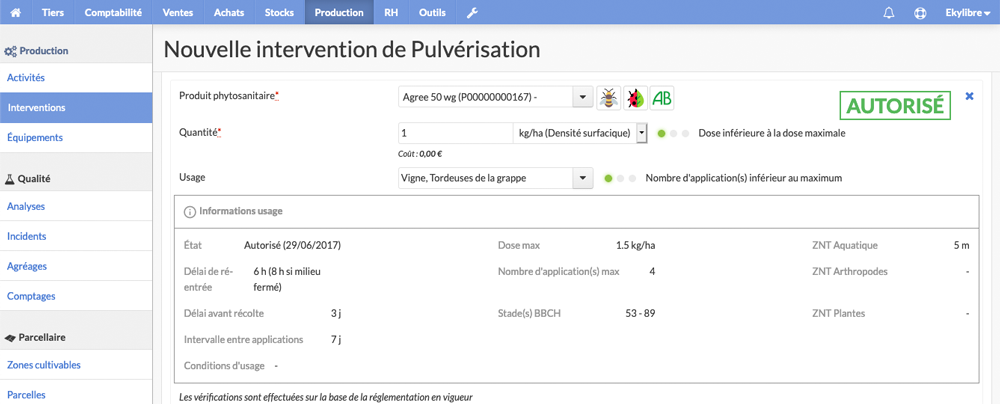 Tiers Comptabilité Ventes Achats Stocks Production RH Outils Ekylibre
Production
Nouvelle intervention de Pulvérisation
Activités
Interventions
Équipements
Qualité
Analyses
Incidents
Agréages
Comptages
Parcellaire
Zones cultivables
Parcelles
Produit phytosanitaire* Agree 50 wg (P00000000167) - AB
AUTORISÉ
Quantité* 1 kg/ha (Densité surfacique) Dose inférieure à la dose maximale
Coût : 0,00 €
Usage Vigne, Tordeuses de la grappe Nombre d'application(s) inférieur au maximum
Informations usage
État Autorisé (29/06/2017) Dose max 1.5 kg/ha ZNT Aquatique 5 m
Délai de ré- 6 h (8 h si milieu Nombre d'application(s) max 4 ZNT Arthropodes -
entrée fermé)
Délai avant récolte 3 j Stade(s) BBCH 53 - 89 ZNT Plantes -
Intervalle entre applications 7 j
Conditions d'usage -
Les vérifications sont effectuées sur la base de la réglementation en vigueur